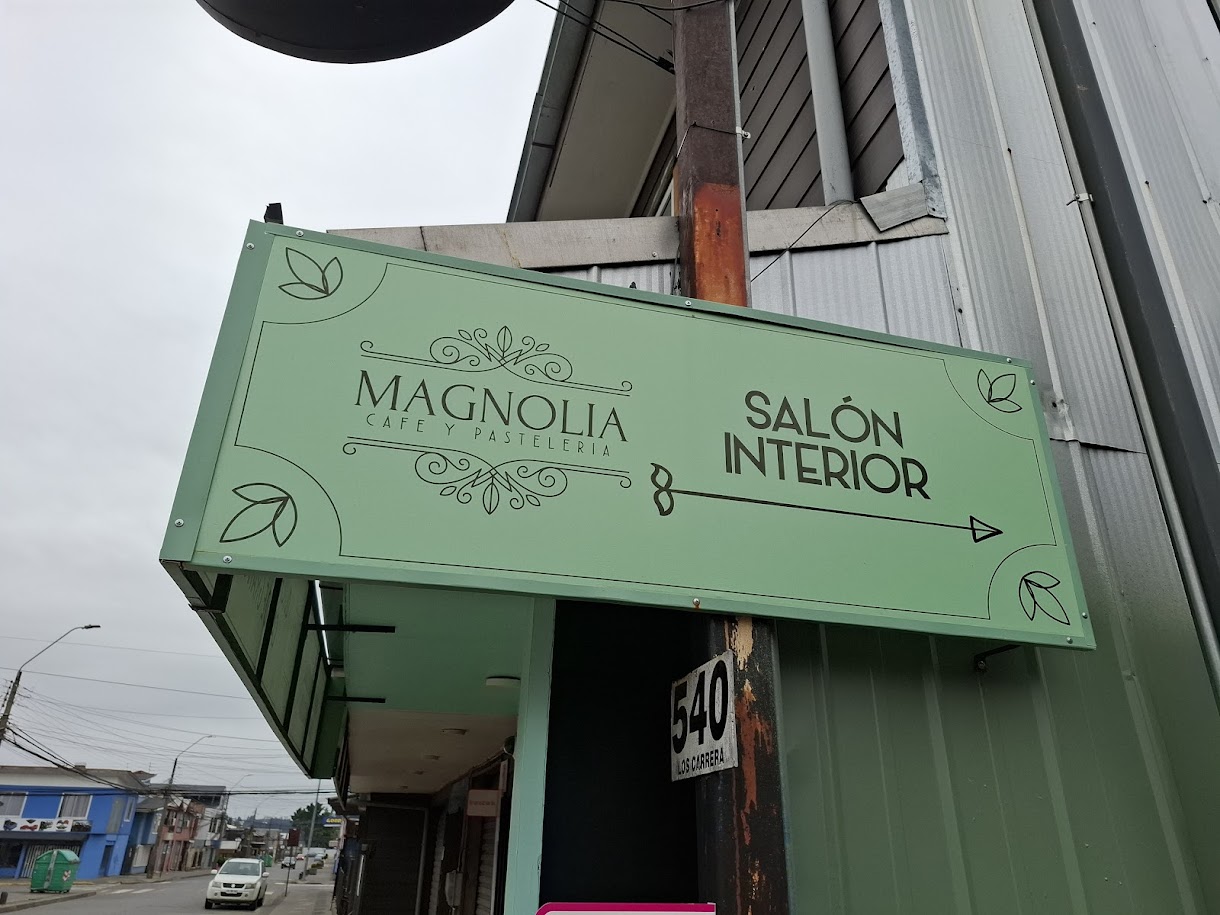 MAGNOLIA
CAFE Y PASTELERIA
SALÓN
INTERIOR
540
LOS CARRERA